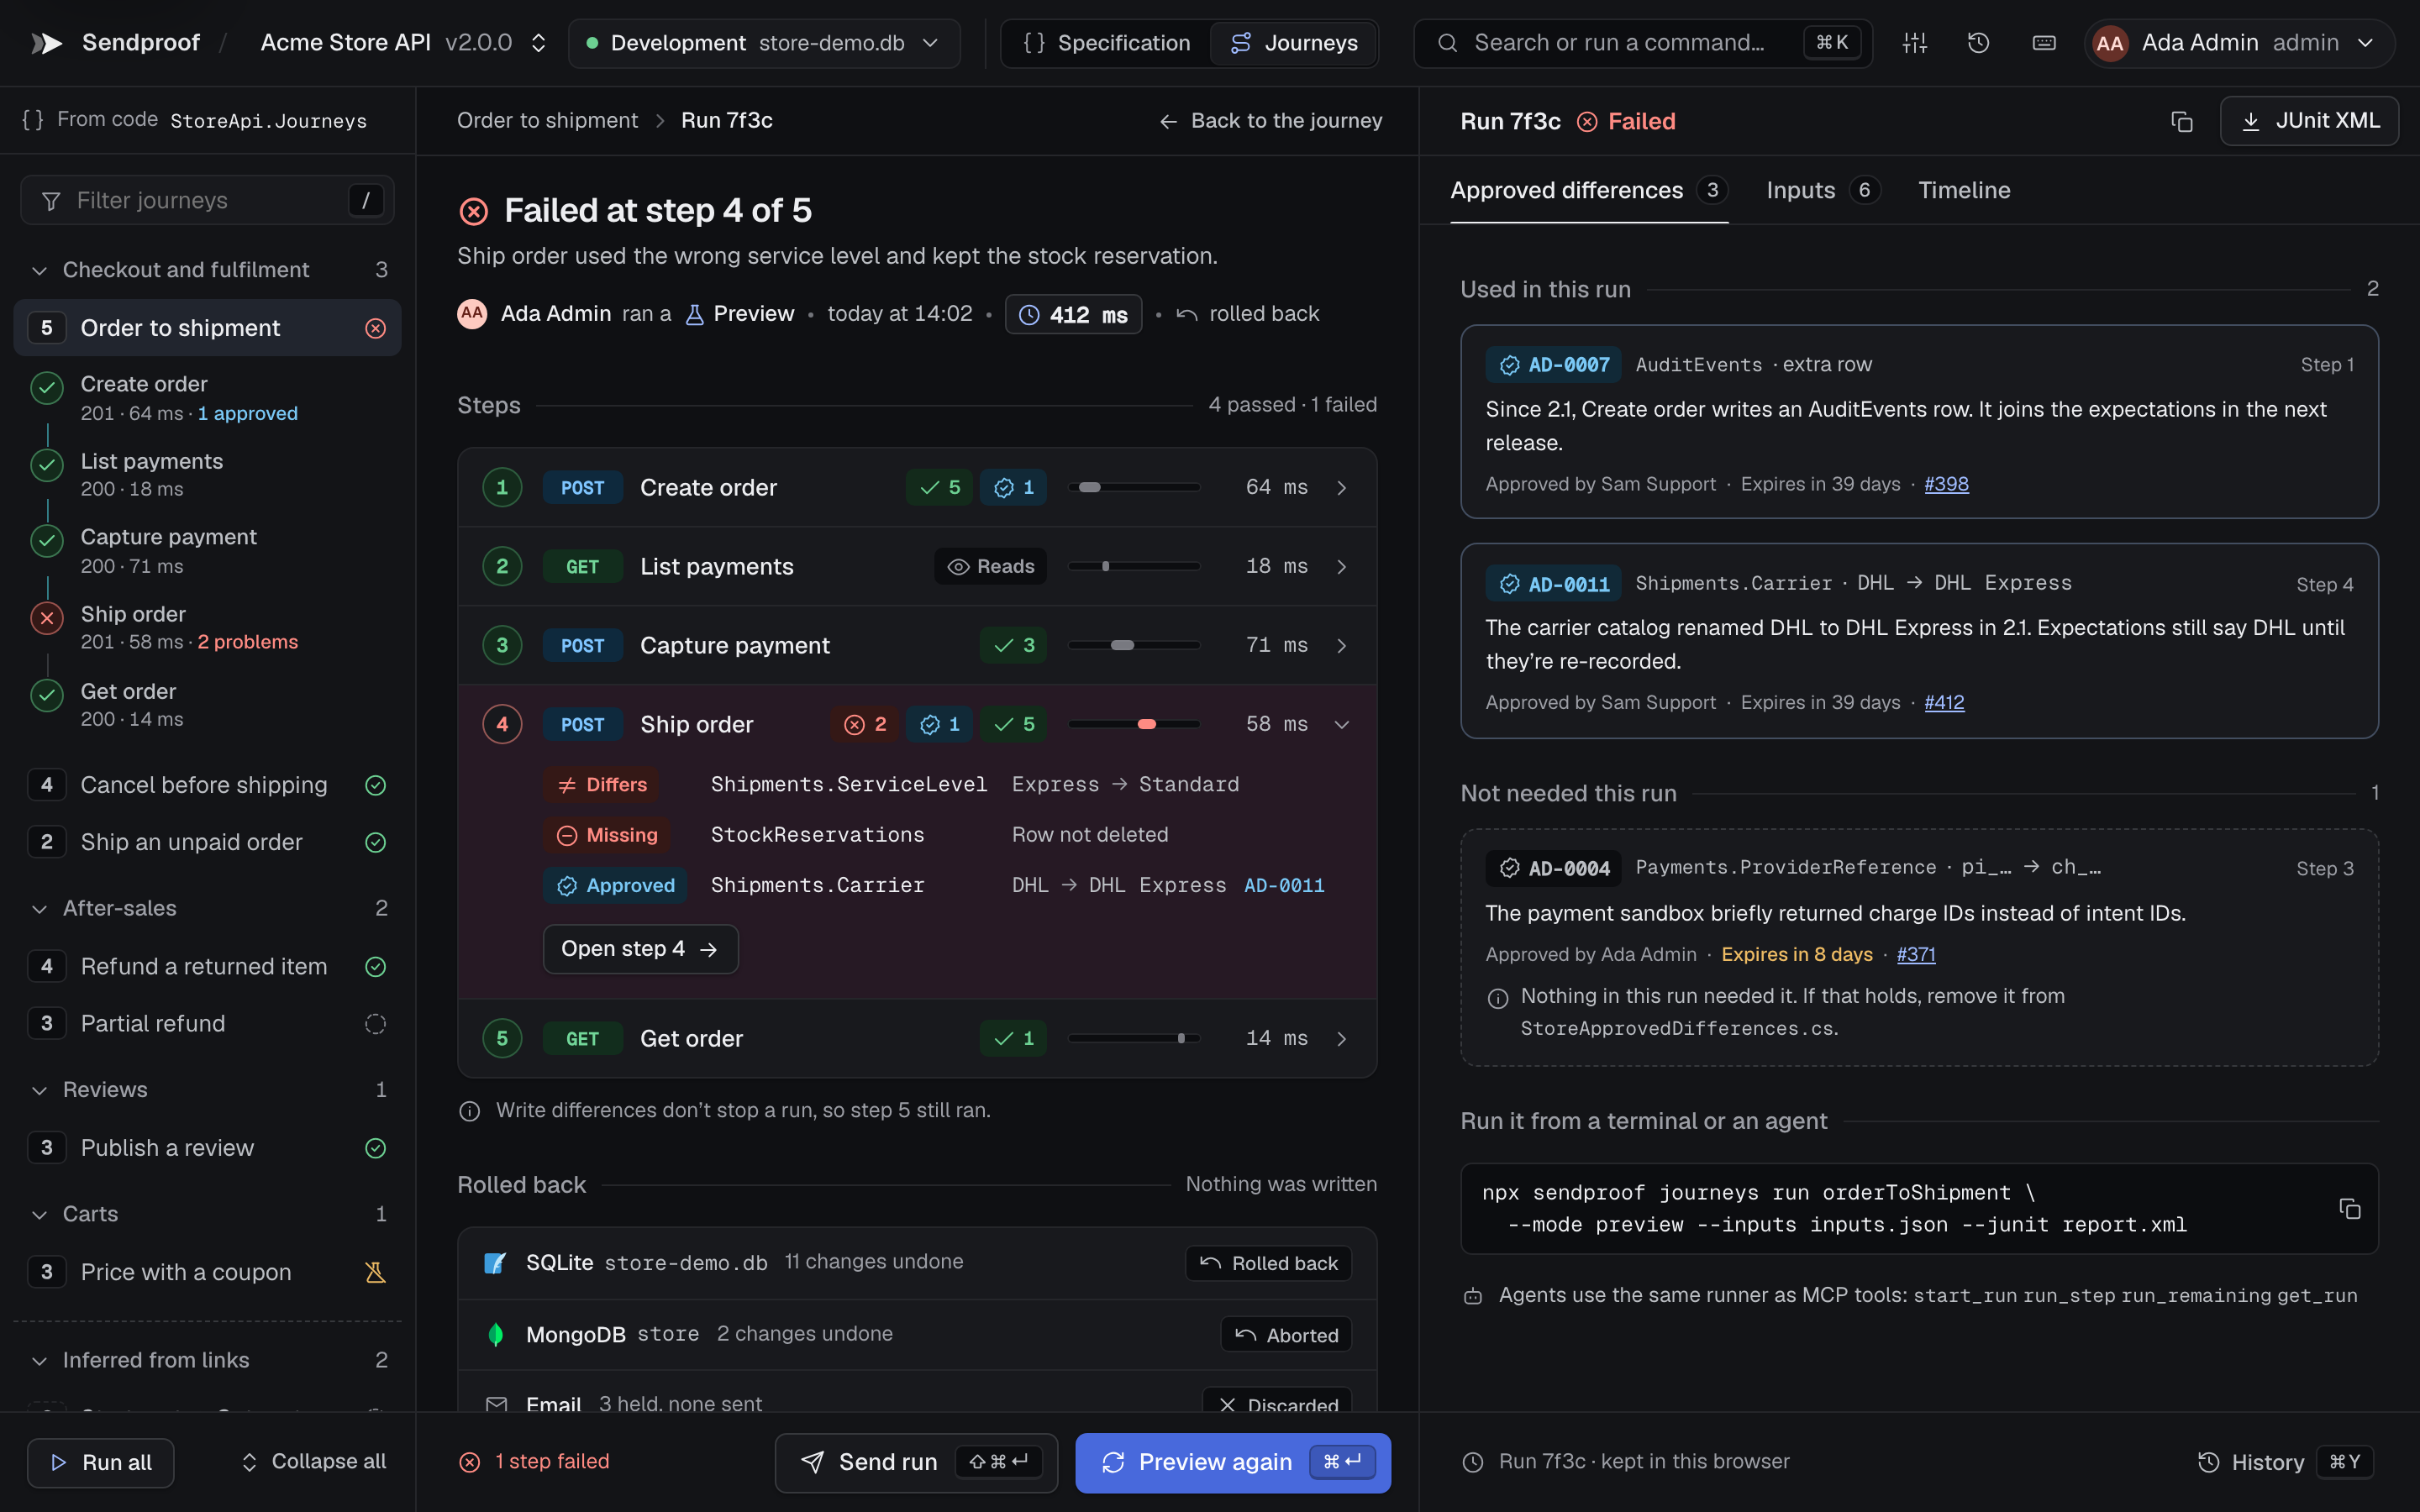 Sendproof / Acme Store API v2.0.0
Development store-demo.db
{ } Specification
Journeys
Search or run a command… ⌘K
AA Ada Admin admin
{ } From code StoreApi.Journeys
Filter journeys /
Checkout and fulfilment 3
5 Order to shipment
Create order
201 · 64 ms · 1 approved
List payments
200 · 18 ms
Capture payment
200 · 71 ms
Ship order
201 · 58 ms · 2 problems
Get order
200 · 14 ms
4 Cancel before shipping
2 Ship an unpaid order
After-sales 2
4 Refund a returned item
3 Partial refund
Reviews 1
3 Publish a review
Carts 1
3 Price with a coupon
Inferred from links 2
Run all
Collapse all
Order to shipment > Run 7f3c
← Back to the journey
Failed at step 4 of 5
Ship order used the wrong service level and kept the stock reservation.
AA Ada Admin ran a Preview • today at 14:02 • 412 ms • rolled back
Steps 4 passed · 1 failed
1 POST Create order 5 1 64 ms
2 GET List payments Reads 18 ms
3 POST Capture payment 3 71 ms
4 POST Ship order 2 1 5 58 ms
≠ Differs Shipments.ServiceLevel Express → Standard
Missing StockReservations Row not deleted
Approved Shipments.Carrier DHL → DHL Express AD-0011
Open step 4 →
5 GET Get order 1 14 ms
Write differences don’t stop a run, so step 5 still ran.
Rolled back Nothing was written
SQLite store-demo.db 11 changes undone Rolled back
MongoDB store 2 changes undone Aborted
Email 3 held, none sent Discarded
1 step failed
Send run ⇧⌘↵
Preview again ⌘↵
Run 7f3c Failed
JUnit XML
Approved differences 3
Inputs 6
Timeline
Used in this run 2
AD-0007 AuditEvents · extra row Step 1
Since 2.1, Create order writes an AuditEvents row. It joins the expectations in the next
release.
Approved by Sam Support · Expires in 39 days · #398
AD-0011 Shipments.Carrier · DHL → DHL Express Step 4
The carrier catalog renamed DHL to DHL Express in 2.1. Expectations still say DHL until
they’re re-recorded.
Approved by Sam Support · Expires in 39 days · #412
Not needed this run 1
AD-0004 Payments.ProviderReference · pi_… → ch_… Step 3
The payment sandbox briefly returned charge IDs instead of intent IDs.
Approved by Ada Admin · Expires in 8 days · #371
Nothing in this run needed it. If that holds, remove it from
StoreApprovedDifferences.cs.
Run it from a terminal or an agent
npx sendproof journeys run orderToShipment \
--mode preview --inputs inputs.json --junit report.xml
Agents use the same runner as MCP tools: start_run run_step run_remaining get_run
Run 7f3c · kept in this browser
History ⌘Y